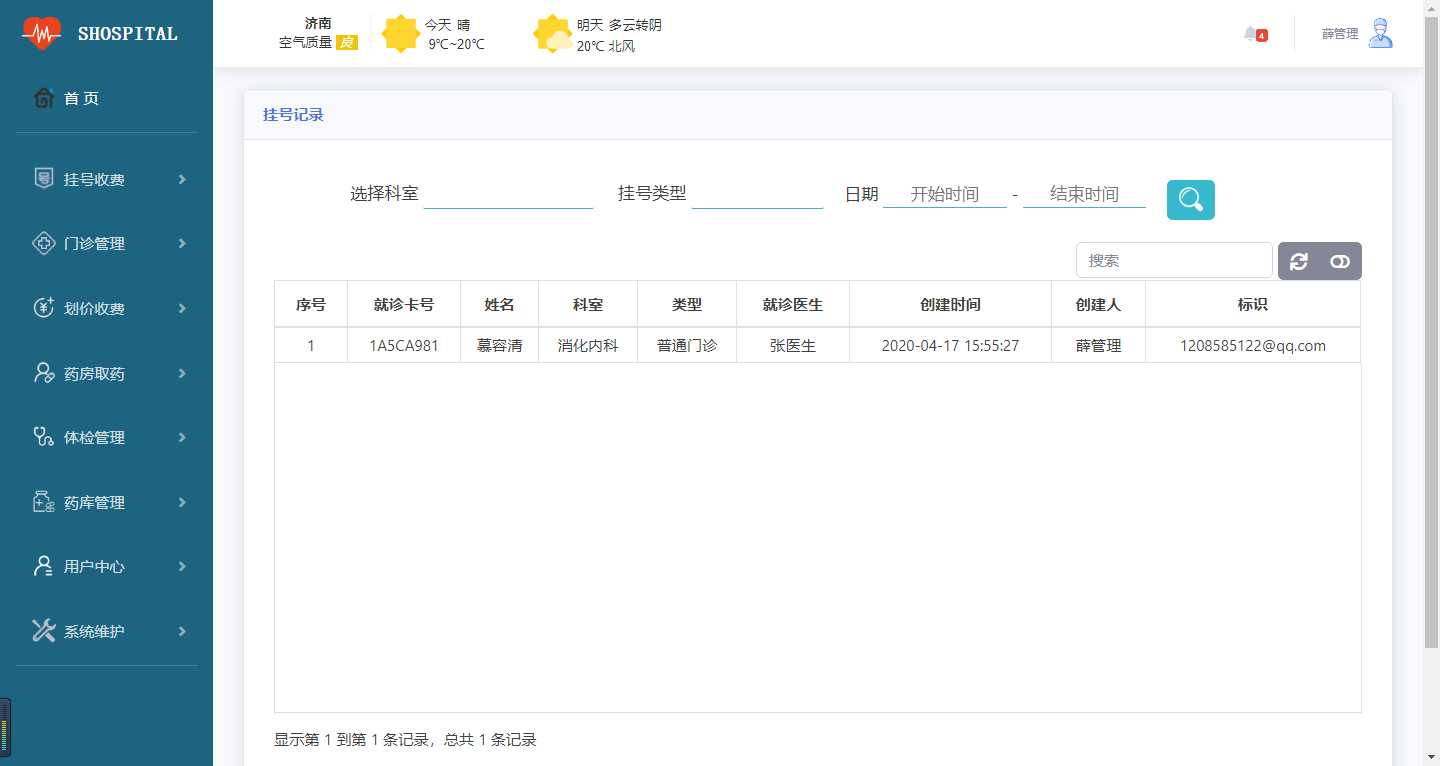 SHOSPITAL
首 页
挂号收费
门诊管理
划价收费
药房取药
体检管理
药库管理
用户中心
系统维护
济南
空气质量 良
今天 晴
9℃~20℃
明天 多云转阴
20℃ 北风
4
薛管理
挂号记录
选择科室 挂号类型 日期 开始时间 - 结束时间
搜索
序号 就诊卡号 姓名 科室 类型 就诊医生 创建时间 创建人 标识
1 1A5CA981 慕容清 消化内科 普通门诊 张医生 2020-04-17 15:55:27 薛管理 1208585122@qq.com
显示第 1 到第 1 条记录，总共 1 条记录